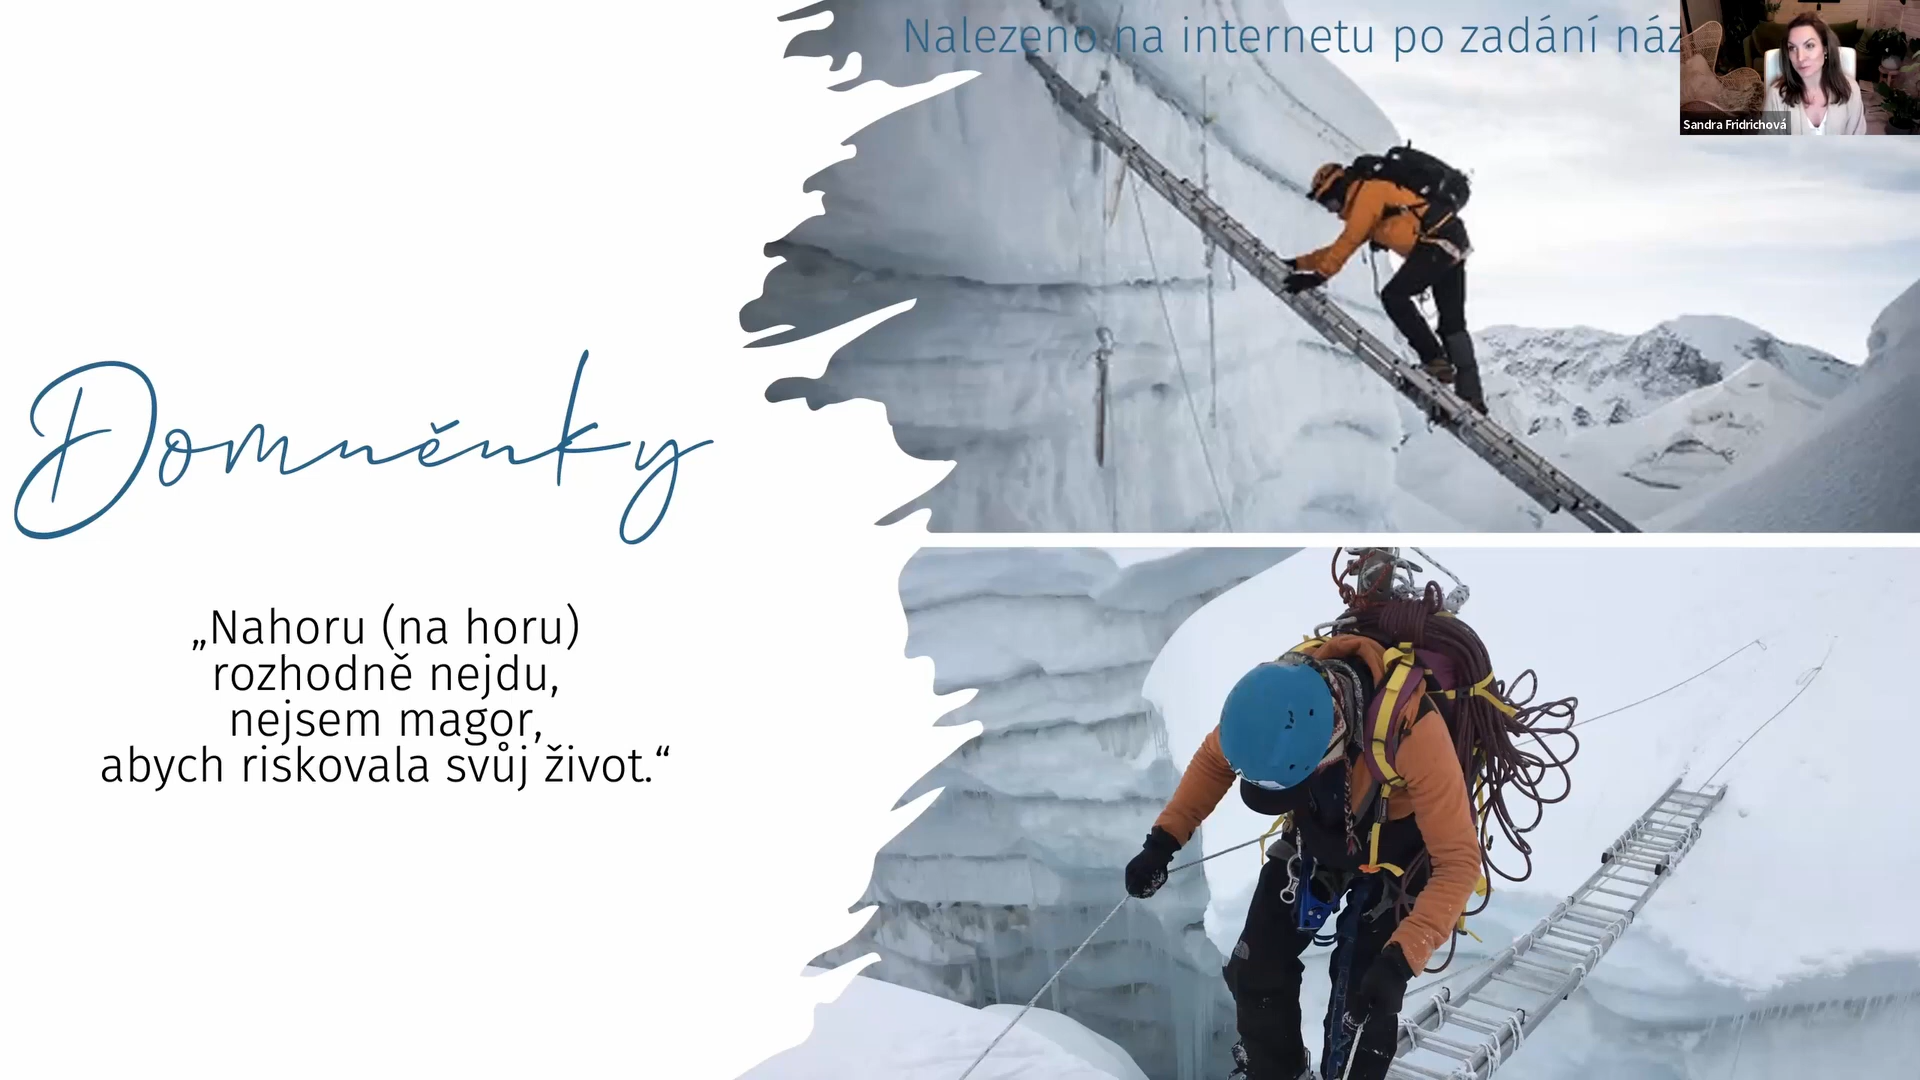 Nalezeno na internetu po zadání náz
Sandra Fridrichová
Domněnky
„Nahoru (na horu)
rozhodně nejdu,
nejsem magor,
abych riskovala svůj život.“